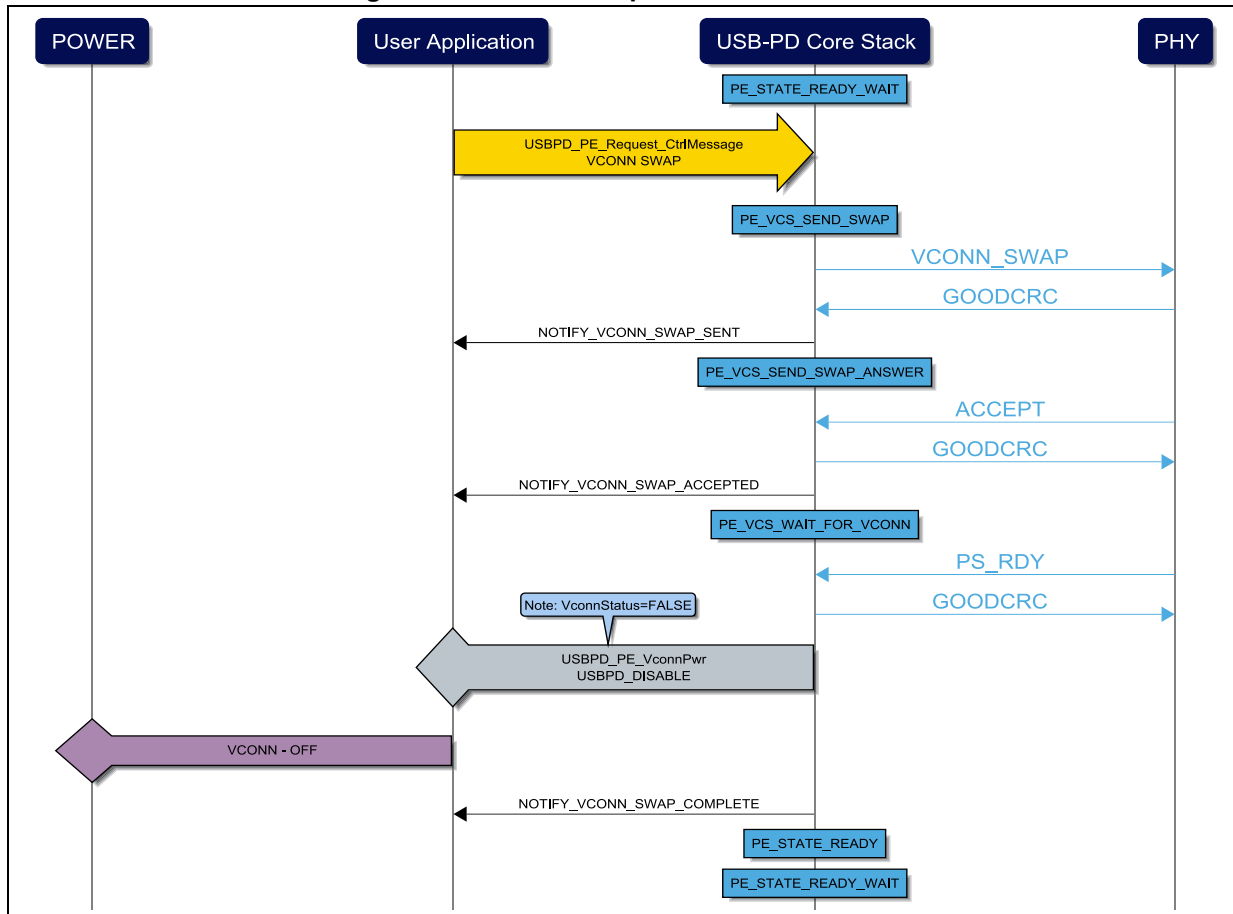 POWER
User Application
USB-PD Core Stack
PHY
PE_STATE_READY_WAIT
USBPD_PE_Request_CtrlMessage
VCONN SWAP
PE_VCS_SEND_SWAP
VCONN_SWAP
GOODCRC
NOTIFY_VCONN_SWAP_SENT
PE_VCS_SEND_SWAP_ANSWER
ACCEPT
GOODCRC
NOTIFY_VCONN_SWAP_ACCEPTED
PE_VCS_WAIT_FOR_VCONN
PS_RDY
GOODCRC
Note: VconnStatus=FALSE
USBPD_PE_VconnPwr
USBPD_DISABLE
VCONN - OFF
NOTIFY_VCONN_SWAP_COMPLETE
PE_STATE_READY
PE_STATE_READY_WAIT